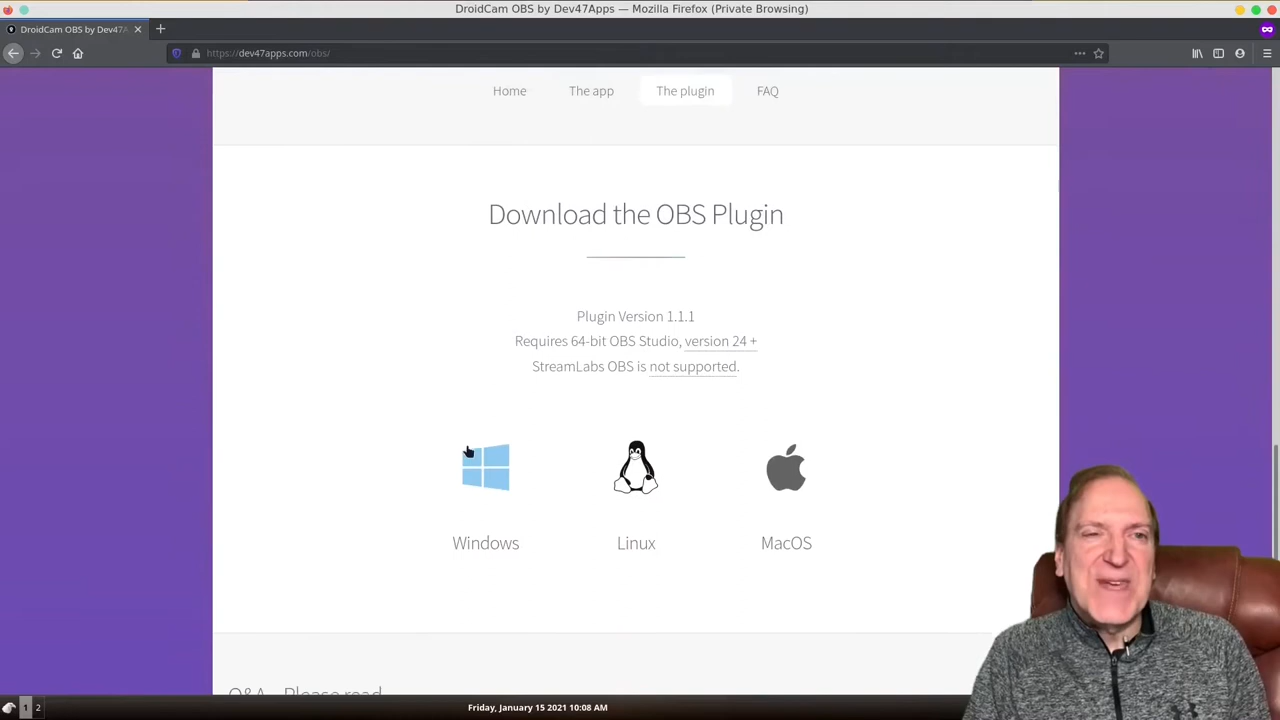 DroidCam OBS by Dev47Apps — Mozilla Firefox (Private Browsing)
DroidCam OBS by Dev47A
https://dev47apps.com/obs/
Home The app The plugin FAQ
Download the OBS Plugin
Plugin Version 1.1.1
Requires 64-bit OBS Studio, version 24 +
StreamLabs OBS is not supported.
Windows Linux MacOS
Q&A - Please read
1 2 Friday, January 15 2021 10:08 AM